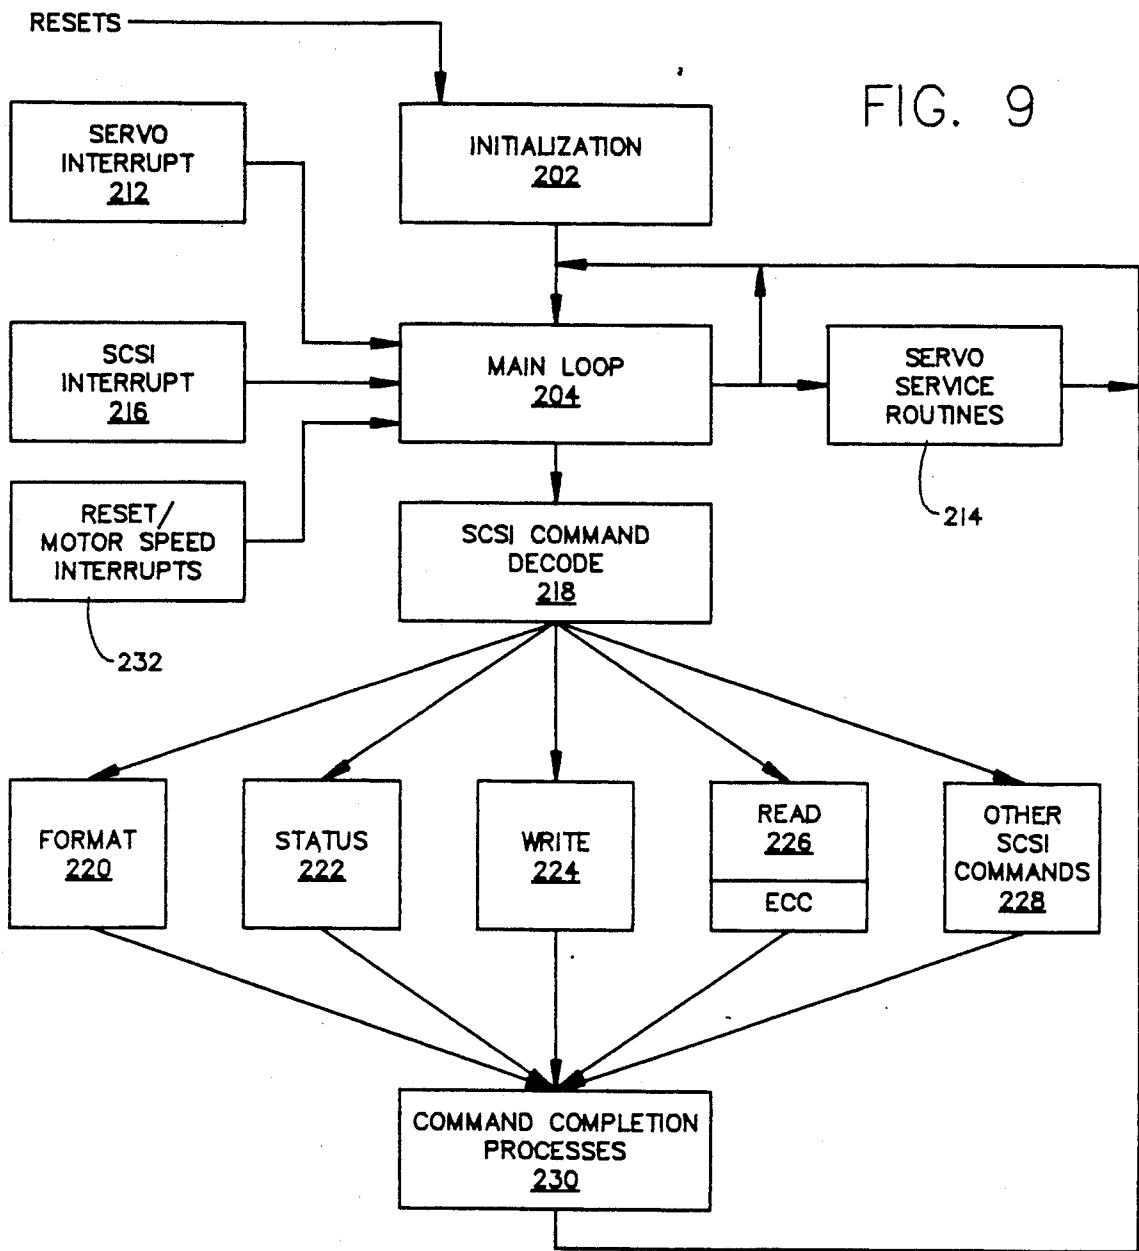 RESETS
FIG. 9
SERVO
INTERRUPT
212
INITIALIZATION
202
SCSI
INTERRUPT
216
MAIN LOOP
204
SERVO
SERVICE
ROUTINES
214
RESET/
MOTOR SPEED
INTERRUPTS
232
SCSI COMMAND
DECODE
218
FORMAT
220
STATUS
222
WRITE
224
READ
226
ECC
OTHER
SCSI
COMMANDS
228
COMMAND COMPLETION
PROCESSES
230